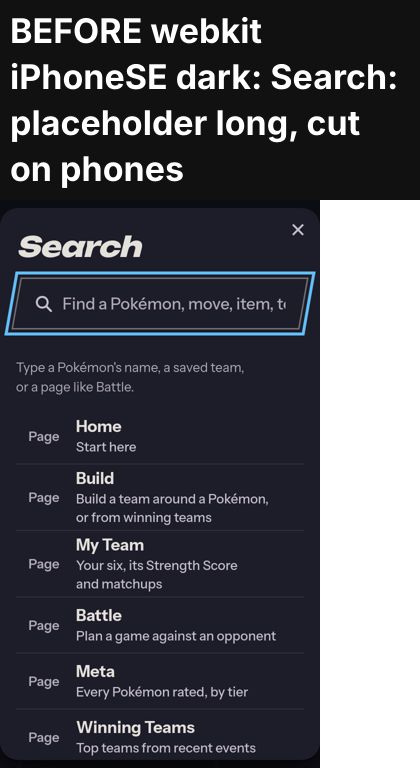 BEFORE webkit
iPhoneSE dark: Search:
placeholder long, cut
on phones
Search
Find a Pokémon, move, item, t
Type a Pokémon's name, a saved team,
or a page like Battle.
Page
Home
Start here
Page
Build
Build a team around a Pokémon,
or from winning teams
Page
My Team
Your six, its Strength Score
and matchups
Page
Battle
Plan a game against an opponent
Page
Meta
Every Pokémon rated, by tier
Page
Winning Teams
Top teams from recent events